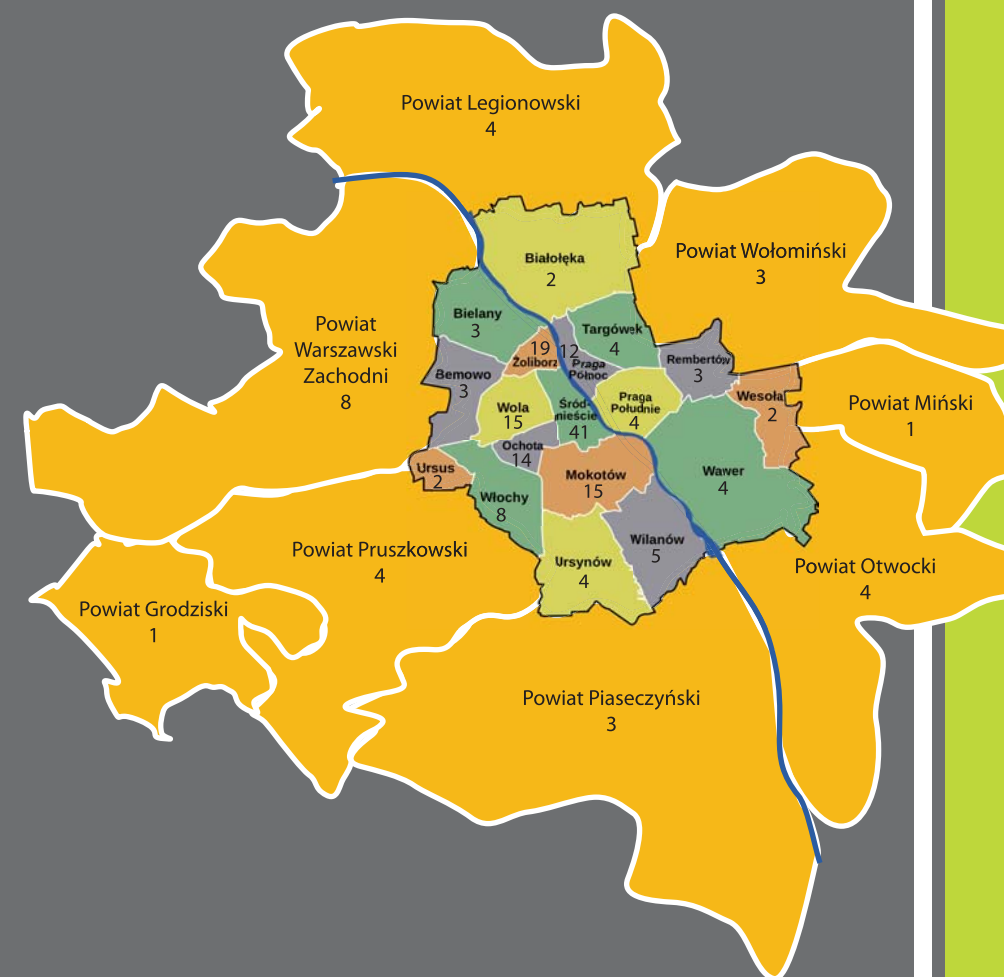 Powiat Legionowski
4
Powiat Wołomiński
3
Białołęka
2
Powiat
Warszawski
Zachodni
8
Bielany
3
Targówek
4
19
Żoliborz
12
Praga
Północ
Rembertów
3
Bemowo
3
Wesoła
2
Powiat Miński
1
Wola
15
Śród-
mieście
41
Praga
Południe
4
Ochota
14
Ursus
2
Mokotów
15
Wawer
4
Włochy
8
Wilanów
5
Ursynów
4
Powiat Pruszkowski
4
Powiat Otwocki
4
Powiat Grodziski
1
Powiat Piaseczyński
3